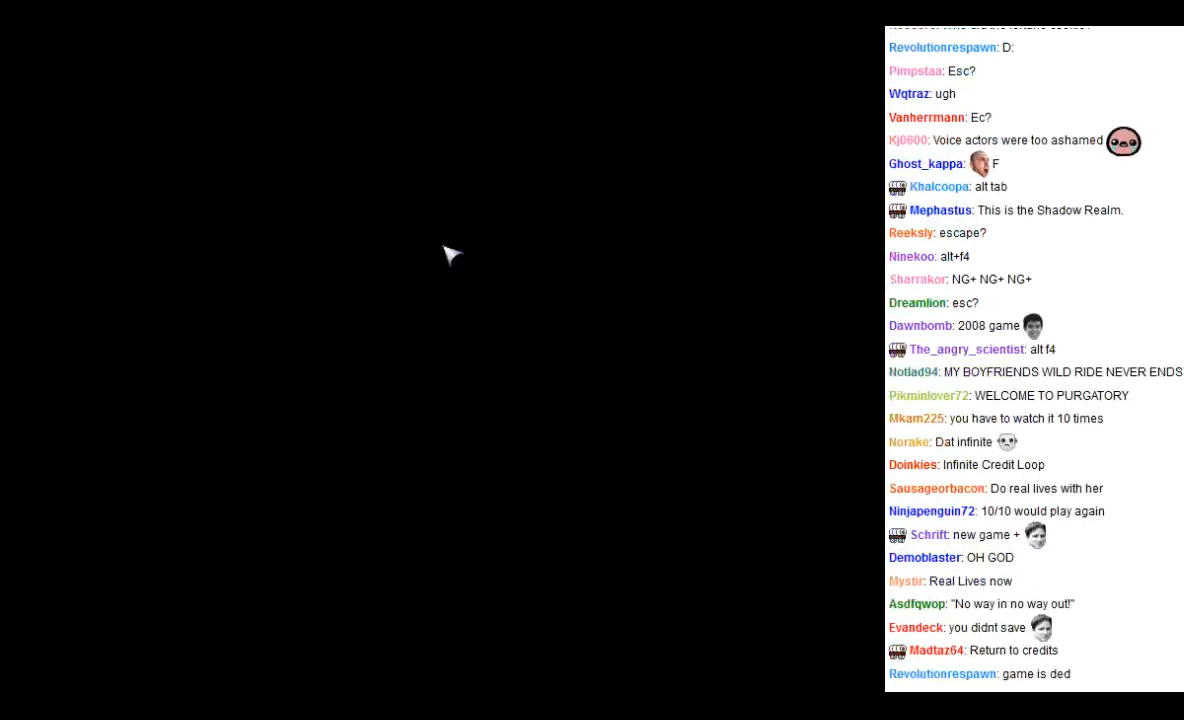 Revolutionrespawn: D:
Pimpstaa: Esc?
Wqtraz: ugh
Vanherrmann: Ec?
Kj0600: Voice actors were too ashamed
Ghost_kappa: F
Khalcoopa: alt tab
Mephastus: This is the Shadow Realm.
Reeksly: escape?
Ninekoo: alt+f4
Sharrakor: NG+ NG+ NG+
Dreamlion: esc?
Dawnbomb: 2008 game
The_angry_scientist: alt f4
Notlad94: MY BOYFRIENDS WILD RIDE NEVER ENDS
Pikminlover72: WELCOME TO PURGATORY
Mkam225: you have to watch it 10 times
Norake: Dat infinite
Doinkies: Infinite Credit Loop
Sausageorbacon: Do real lives with her
Ninjapenguin72: 10/10 would play again
Schrift: new game +
Demoblaster: OH GOD
Mystir: Real Lives now
Asdfqwop: "No way in no way out!"
Evandeck: you didnt save
Madtaz64: Return to credits
Revolutionrespawn: game is ded